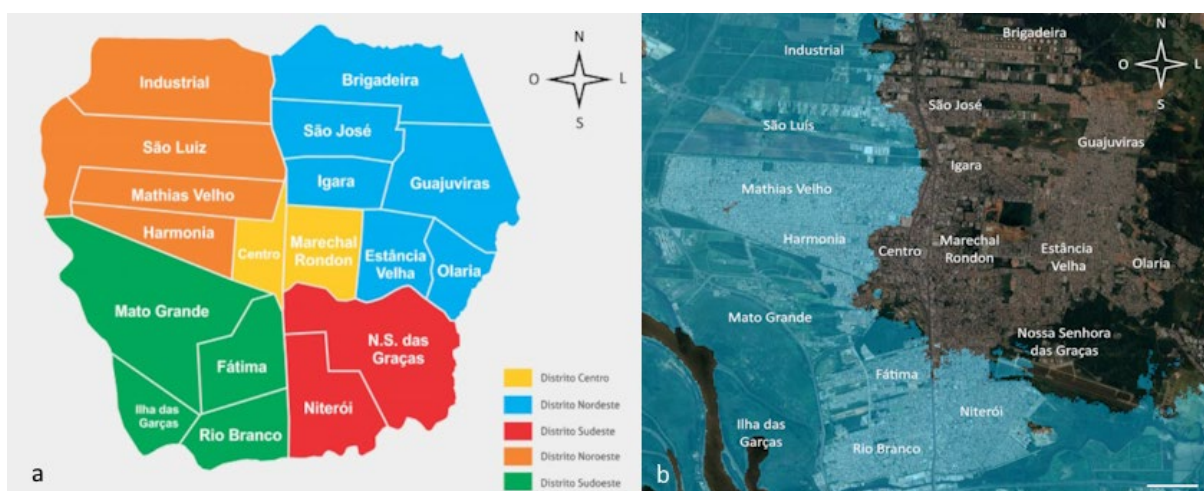 N
O
L
S
Industrial
Brigadeira
São José
São Luiz
Igara
Guajuviras
Mathias Velho
Harmonia
Centro
Marechal
Rondon
Estância
Velha
Olaria
Mato Grande
N.S. das
Graças
Fátima
Ilha das
Garças
Niterói
Rio Branco
Distrito Centro
Distrito Nordeste
Distrito Sudeste
Distrito Noroeste
Distrito Sudoeste
a
Brigadeira
N
O
L
S
Industrial
São José
São Luís
Guajuviras
Igara
Mathias Velho
Harmonia
Centro
Marechal
Rondon
Estância
Velha
Olaria
Mato Grande
Nossa Senhora
das Graças
Fátima
Niterói
Ilha das
Garças
Rio Branco
b